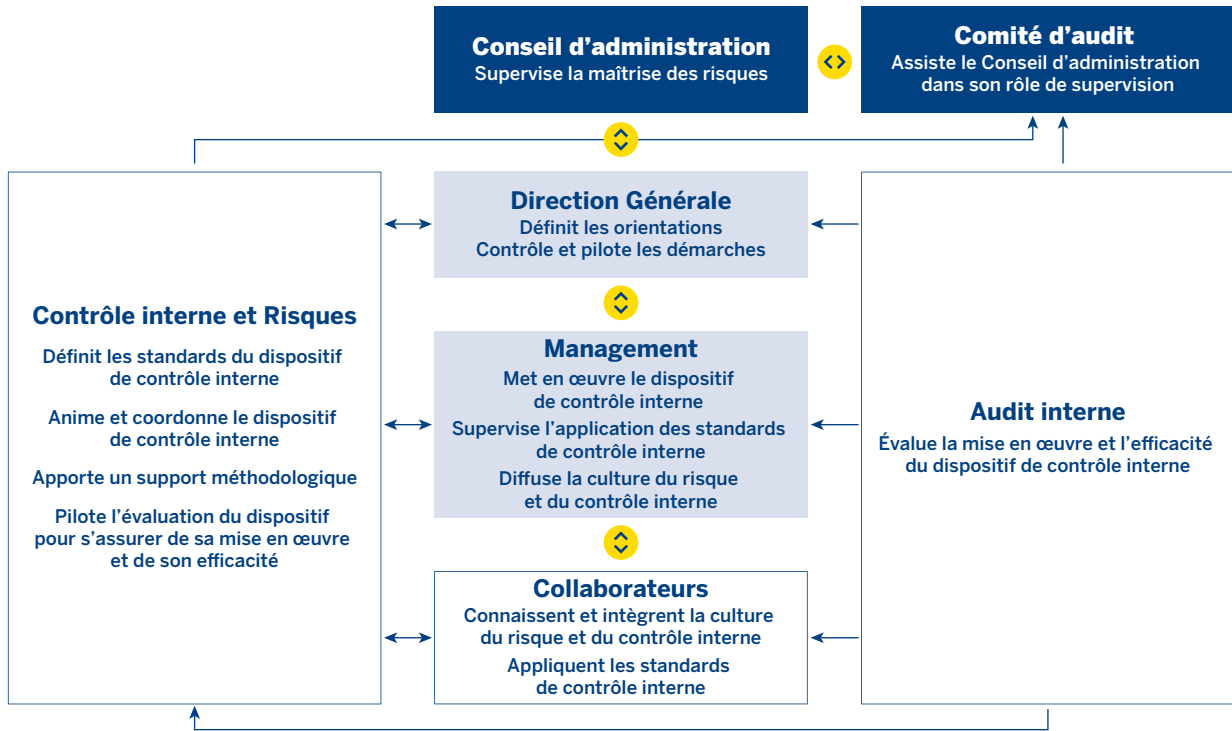 Conseil d'administration
Supervise la maîtrise des risques
Comité d'audit
Assiste le Conseil d'administration
dans son rôle de supervision
Contrôle interne et Risques
Définit les standards du dispositif
de contrôle interne
Anime et coordonne le dispositif
de contrôle interne
Apporte un support méthodologique
Pilote l'évaluation du dispositif
pour s'assurer de sa mise en œuvre
et de son efficacité
Direction Générale
Définit les orientations
Contrôle et pilote les démarches
Management
Met en œuvre le dispositif
de contrôle interne
Supervise l'application des standards
de contrôle interne
Diffuse la culture du risque
et du contrôle interne
Collaborateurs
Connaissent et intègrent la culture
du risque et du contrôle interne
Appliquent les standards
de contrôle interne
Audit interne
Évalue la mise en œuvre et l'efficacité
du dispositif de contrôle interne